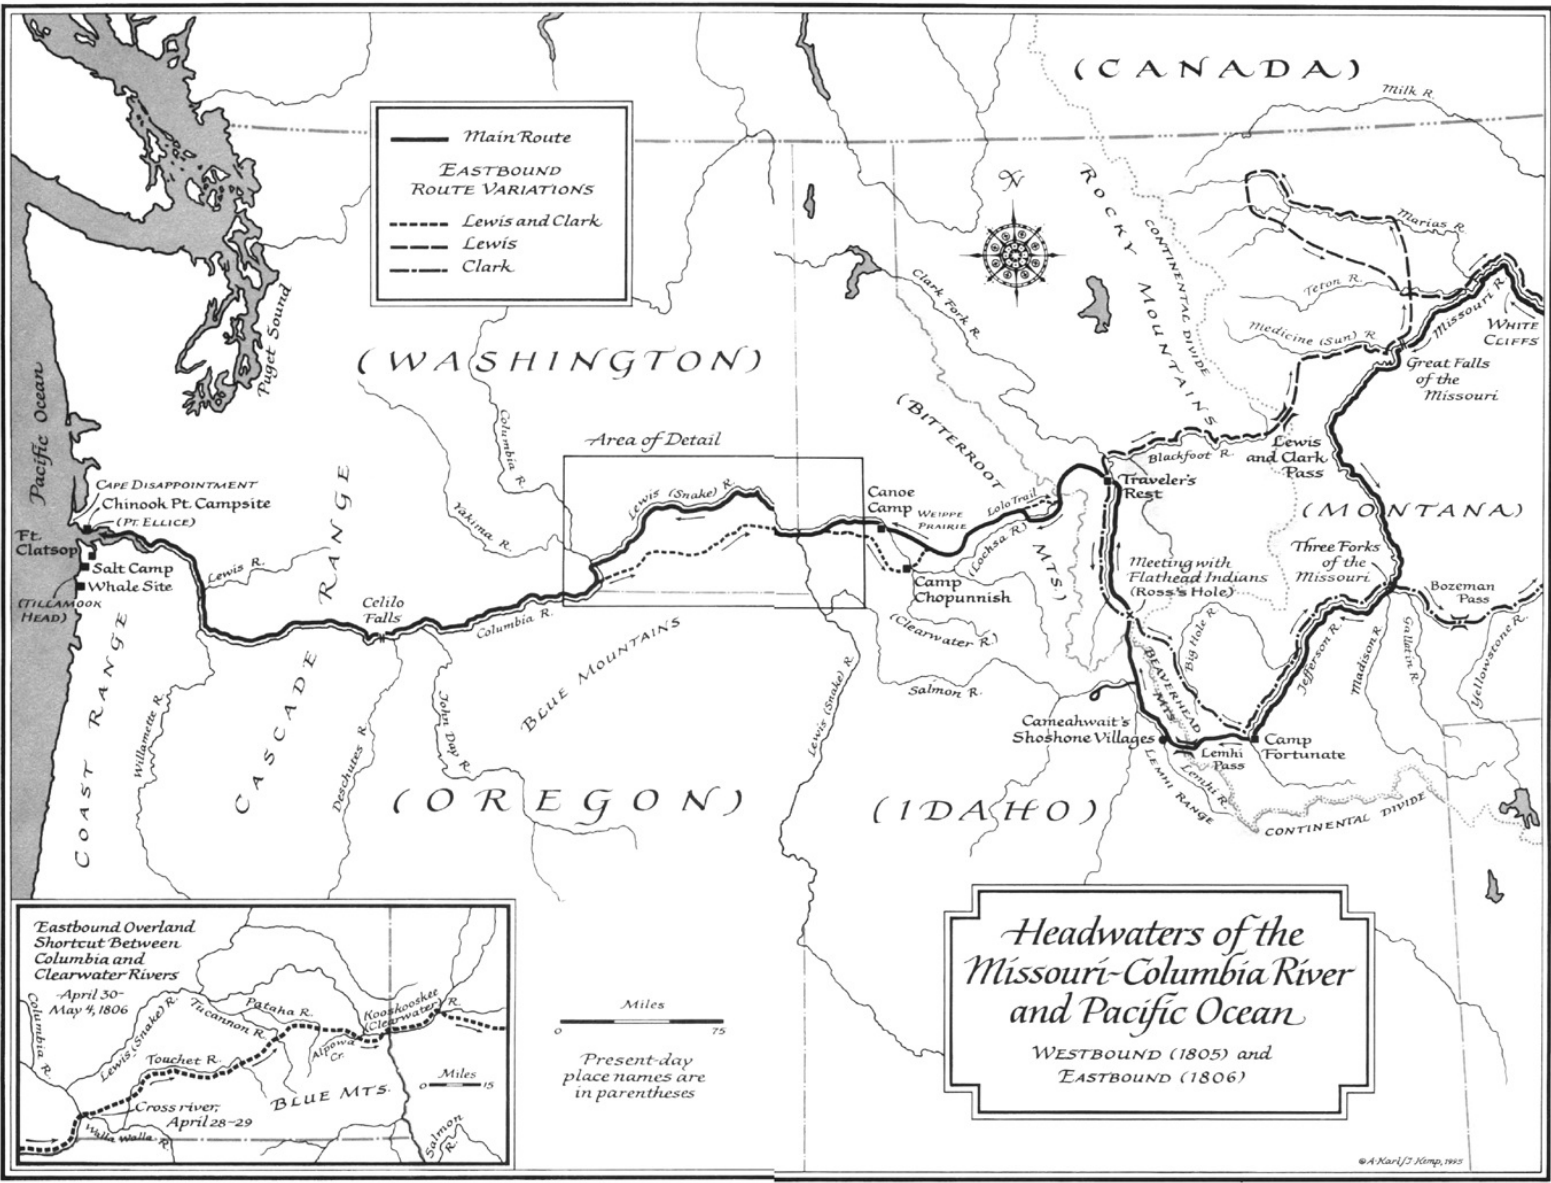 (CANADA)
Milk R.
Main Route
EASTBOUND
ROUTE VARIATIONS
Lewis and Clark
Lewis
Clark
N
ROCKY MOUNTAINS
CONTINENTAL DIVIDE
Marias R.
Teton R.
Medicine (Sun) R.
Missouri R.
WHITE
CLIFFS
Great Falls
of the
Missouri
Clark Fork R.
Puget Sound
Pacific Ocean
(WASHINGTON)
Columbia R.
Yakima R.
Area of Detail
Lewis (Snake) R.
(BITTERROOT
MTS.)
Canoe
Camp
WEIPPE
PRAIRIE
Lolo Trail
(Lochsa R.)
Camp
Chopunnish
(Clearwater R.)
Blackfoot R.
Lewis
and Clark
Pass
Traveler's
Rest
(MONTANA)
Three Forks
of the
Missouri
Bozeman
Pass
Meeting with
Flathead Indians
(Ross's Hole)
Big Hole R.
BEAVERHEAD
MTS.
Jefferson R.
Madison R.
Gallatin R.
Yellowstone R.
CAPE DISAPPOINTMENT
Chinook Pt. Campsite
(PT. ELLICE)
Ft.
Clatsop
Salt Camp
Whale Site
(TILLAMOOK
HEAD)
Lewis R.
COAST RANGE
CASCADE RANGE
Celilo
Falls
Columbia R.
Willamette R.
Deschutes R.
John Day R.
BLUE MOUNTAINS
Lewis (Snake) R.
Salmon R.
Cameahwait's
Shoshone Villages
Lemhi
Pass
Camp
Fortunate
Lemhi R.
LEMHI RANGE
CONTINENTAL DIVIDE
(OREGON)
(IDAHO)
Eastbound Overland
Shortcut Between
Columbia and
Clearwater Rivers
April 30-
May 4, 1806
Columbia R.
Lewis (Snake) R.
Tucannon R.
Pataha R.
Kooskooskee R.
(Clearwater)
Alpowa
Cr.
Touchet R.
BLUE MTS.
Miles
0 15
Cross river,
April 28-29
Walla Walla R.
Salmon
R.
Miles
0 75
Present-day
place names are
in parentheses
Headwaters of the
Missouri-Columbia River
and Pacific Ocean
WESTBOUND (1805) and
EASTBOUND (1806)
© A. Karl/J. Kemp, 1995